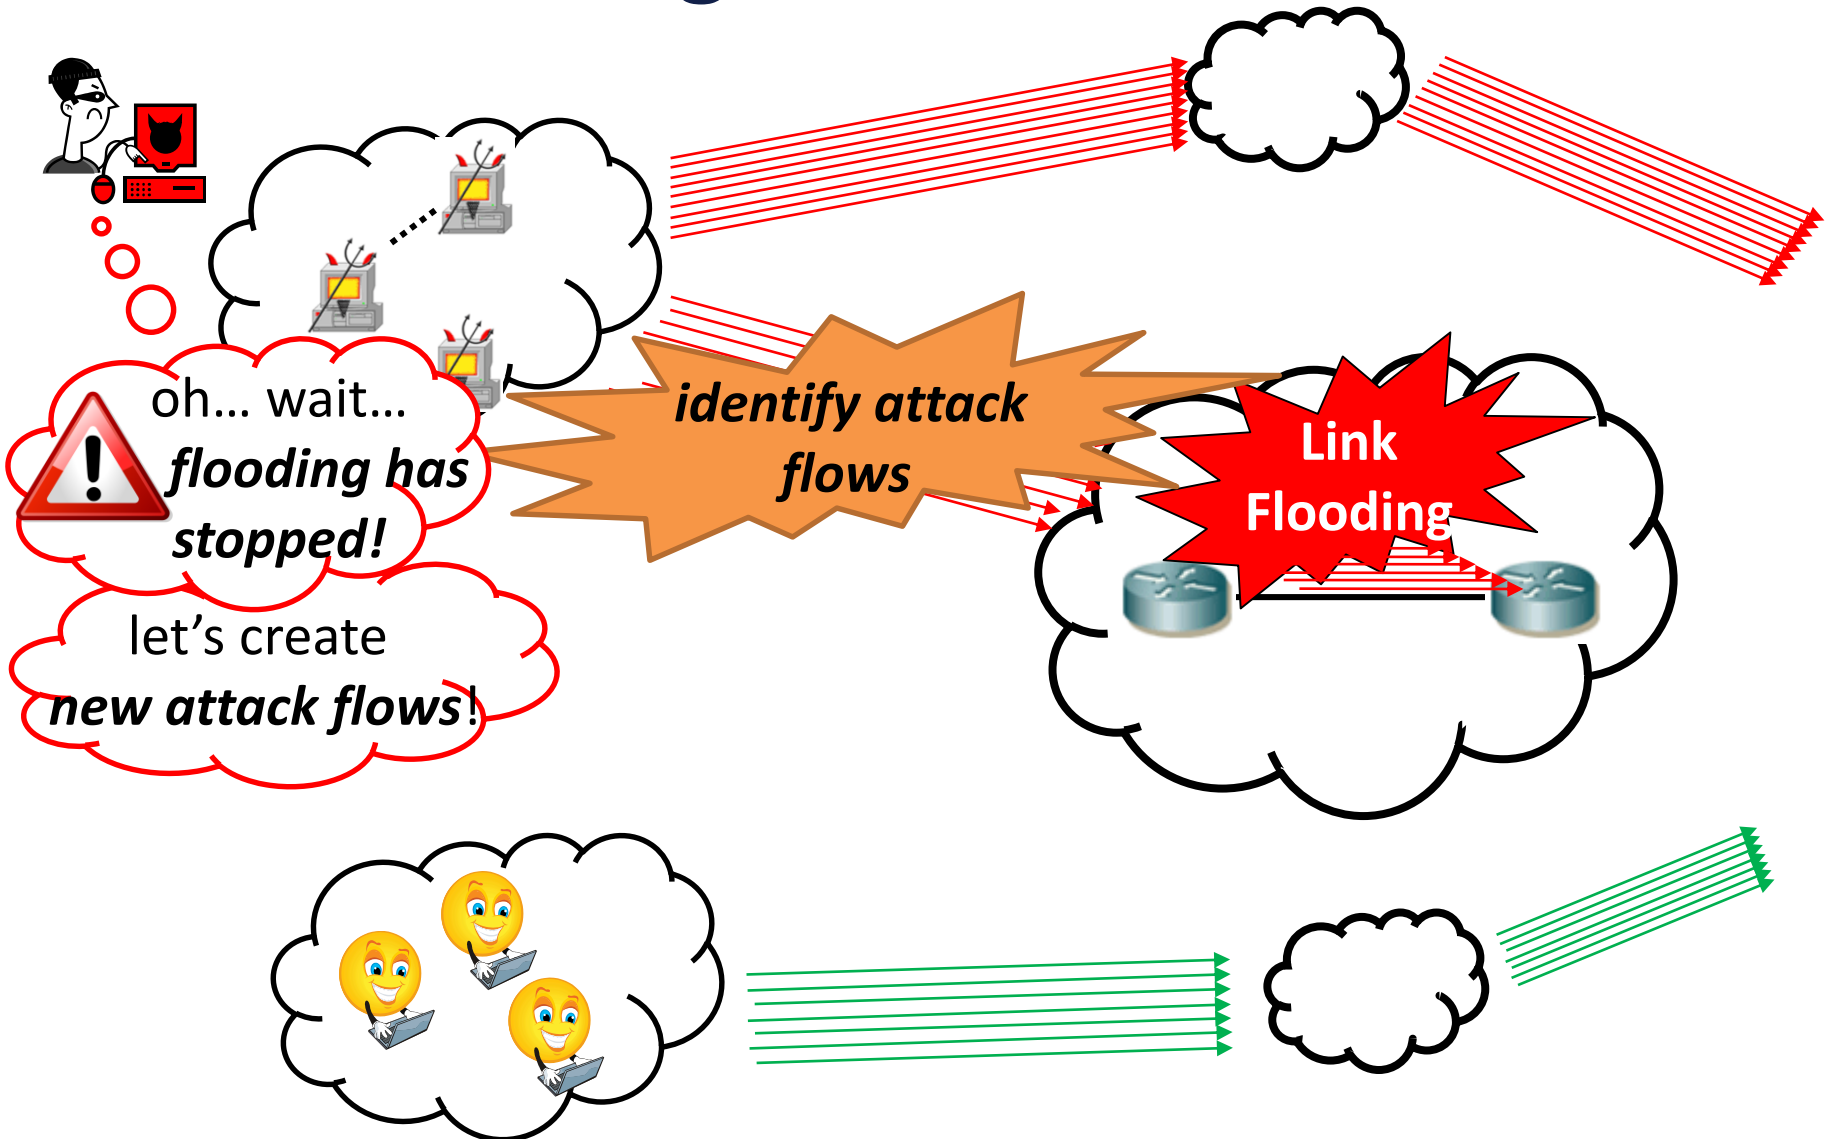 oh... wait...
flooding has
stopped!
let’s create
new attack flows!
identify attack
flows
Link
Flooding